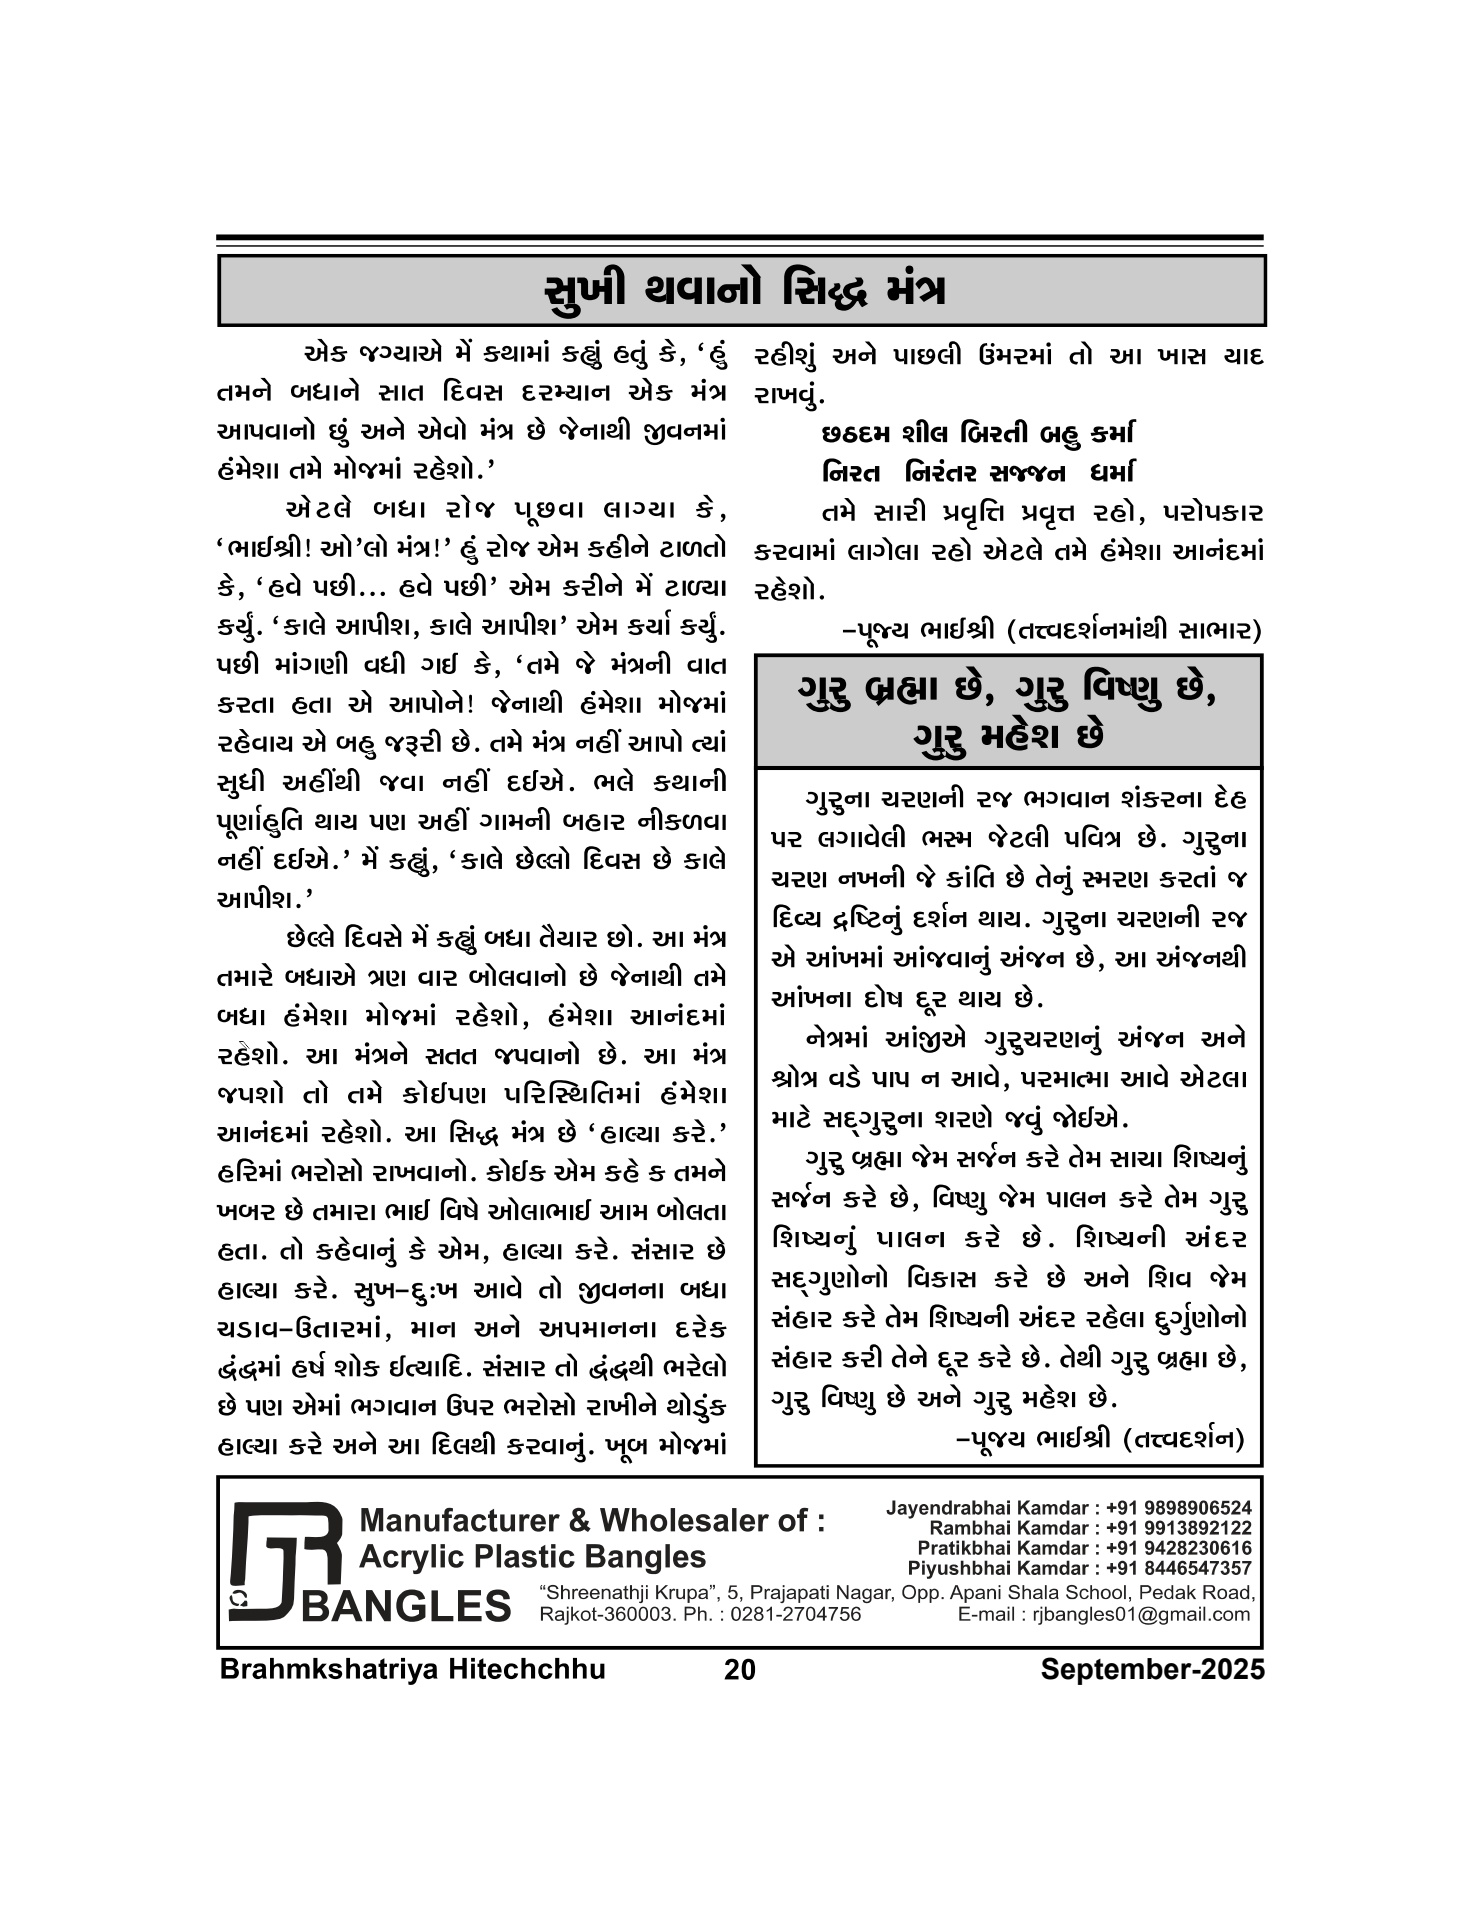 સુખી થવાનો સિદ્ધ મંત્ર
એક જગ્યાએ મેં કથામાં કહ્યું હતું કે, ‘હું
તમને બધાને સાત દિવસ દરમ્યાન એક મંત્ર
આપવાનો છું અને એવો મંત્ર છે જેનાથી જીવનમાં
હંમેશા તમે મોજમાં રહેશો.’
એટલે બધા રોજ પૂછવા લાગ્યા કે,
‘ભાઈશ્રી! ઓ’લો મંત્ર!’ હું રોજ એમ કહીને ટાળતો
કે, ‘હવે પછી... હવે પછી’ એમ કરીને મેં ટાળ્યા
કર્યું. ‘કાલે આપીશ, કાલે આપીશ’ એમ કર્યા કર્યું.
પછી માંગણી વધી ગઈ કે, ‘તમે જે મંત્રની વાત
કરતા હતા એ આપોને! જેનાથી હંમેશા મોજમાં
રહેવાય એ બહુ જરૂરી છે. તમે મંત્ર નહીં આપો ત્યાં
સુધી અહીંથી જવા નહીં દઈએ. ભલે કથાની
પૂર્ણાહુતિ થાય પણ અહીં ગામની બહાર નીકળવા
નહીં દઈએ.’ મેં કહ્યું, ‘કાલે છેલ્લો દિવસ છે કાલે
આપીશ.’
છેલ્લે દિવસે મેં કહ્યું બધા તૈયાર છો. આ મંત્ર
તમારે બધાએ ત્રણ વાર બોલવાનો છે જેનાથી તમે
બધા હંમેશા મોજમાં રહેશો, હંમેશા આનંદમાં
રહેશો. આ મંત્રને સતત જપવાનો છે. આ મંત્ર
જપશો તો તમે કોઈપણ પરિસ્થિતિમાં હંમેશા
આનંદમાં રહેશો. આ સિદ્ધ મંત્ર છે ‘હાલ્યા કરે.’
હરિમાં ભરોસો રાખવાનો. કોઈક એમ કહે ક તમને
ખબર છે તમારા ભાઈ વિષે ઓલાભાઈ આમ બોલતા
હતા. તો કહેવાનું કે એમ, હાલ્યા કરે. સંસાર છે
હાલ્યા કરે. સુખ-દુ:ખ આવે તો જીવનના બધા
ચડાવ-ઉતારમાં, માન અને અપમાનના દરેક
દ્વંદ્વમાં હર્ષ શોક ઈત્યાદિ. સંસાર તો દ્વંદ્વથી ભરેલો
છે પણ એમાં ભગવાન ઉપર ભરોસો રાખીને થોડુંક
હાલ્યા કરે અને આ દિલથી કરવાનું. ખૂબ મોજમાં
રહીશું અને પાછલી ઉંમરમાં તો આ ખાસ યાદ
રાખવું.
છઠદમ શીલ બિરતી બહુ કર્મા
નિરત નિરંતર સજ્જન ધર્મા
તમે સારી પ્રવૃત્તિ પ્રવૃત્ત રહો, પરોપકાર
કરવામાં લાગેલા રહો એટલે તમે હંમેશા આનંદમાં
રહેશો.
-પૂજ્ય ભાઈશ્રી (તત્ત્વદર્શનમાંથી સાભાર)
ગુરુ બ્રહ્મા છે, ગુરુ વિષ્ણુ છે,
ગુરુ મહેશ છે
ગુરુના ચરણની રજ ભગવાન શંકરના દેહ
પર લગાવેલી ભસ્મ જેટલી પવિત્ર છે. ગુરુના
ચરણ નખની જે કાંતિ છે તેનું સ્મરણ કરતાં જ
દિવ્ય દ્રષ્ટિનું દર્શન થાય. ગુરુના ચરણની રજ
એ આંખમાં આંજવાનું અંજન છે, આ અંજનથી
આંખના દોષ દૂર થાય છે.
નેત્રમાં આંજીએ ગુરુચરણનું અંજન અને
શ્રોત્ર વડે પાપ ન આવે, પરમાત્મા આવે એટલા
માટે સદ્‌ગુરુના શરણે જવું જોઈએ.
ગુરુ બ્રહ્મા જેમ સર્જન કરે તેમ સાચા શિષ્યનું
સર્જન કરે છે, વિષ્ણુ જેમ પાલન કરે તેમ ગુરુ
શિષ્યનું પાલન કરે છે. શિષ્યની અંદર
સદ્‌ગુણોનો વિકાસ કરે છે અને શિવ જેમ
સંહાર કરે તેમ શિષ્યની અંદર રહેલા દુર્ગુણોનો
સંહાર કરી તેને દૂર કરે છે. તેથી ગુરુ બ્રહ્મા છે,
ગુરુ વિષ્ણુ છે અને ગુરુ મહેશ છે.
-પૂજય ભાઈશ્રી (તત્ત્વદર્શન)
RJ BANGLES
Manufacturer & Wholesaler of :
Acrylic Plastic Bangles
Jayendrabhai Kamdar : +91 9898906524
Rambhai Kamdar : +91 9913892122
Pratikbhai Kamdar : +91 9428230616
Piyushbhai Kamdar : +91 8446547357
“Shreenathji Krupa”, 5, Prajapati Nagar, Opp. Apani Shala School, Pedak Road,
Rajkot-360003. Ph. : 0281-2704756 E-mail : rjbangles01@gmail.com
Brahmkshatriya Hitechchhu 20 September-2025